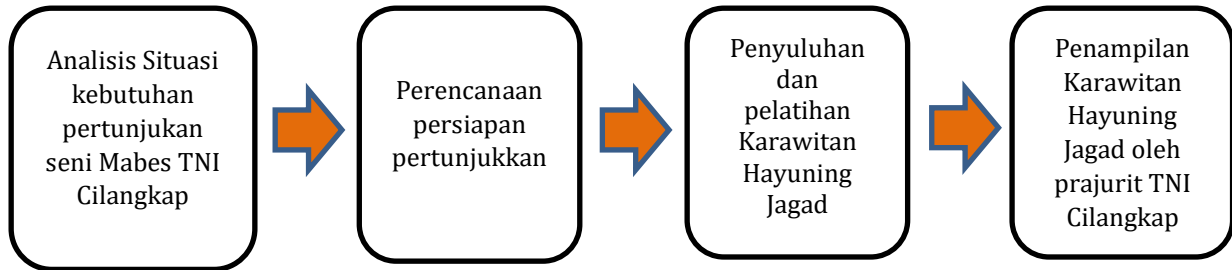 Analisis Situasi
kebutuhan
pertunjukan
seni Mabes TNI
Cilangkap
Perencanaan
persiapan
pertunjukkan
Penyuluhan
dan
pelatihan
Karawitan
Hayuning
Jagad
Penampilan
Karawitan
Hayuning
Jagad oleh
prajurit TNI
Cilangkap